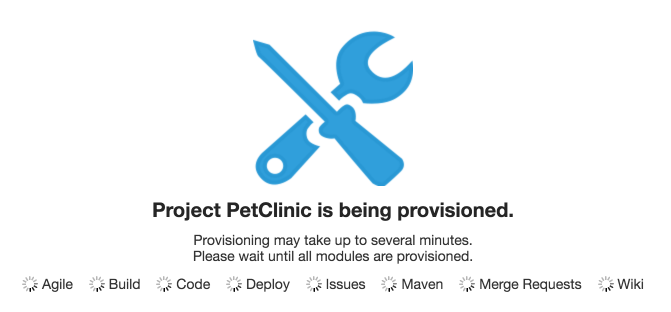 Project PetClinic is being provisioned.
Provisioning may take up to several minutes.
Please wait until all modules are provisioned.
Agile Build Code Deploy Issues Maven Merge Requests Wiki